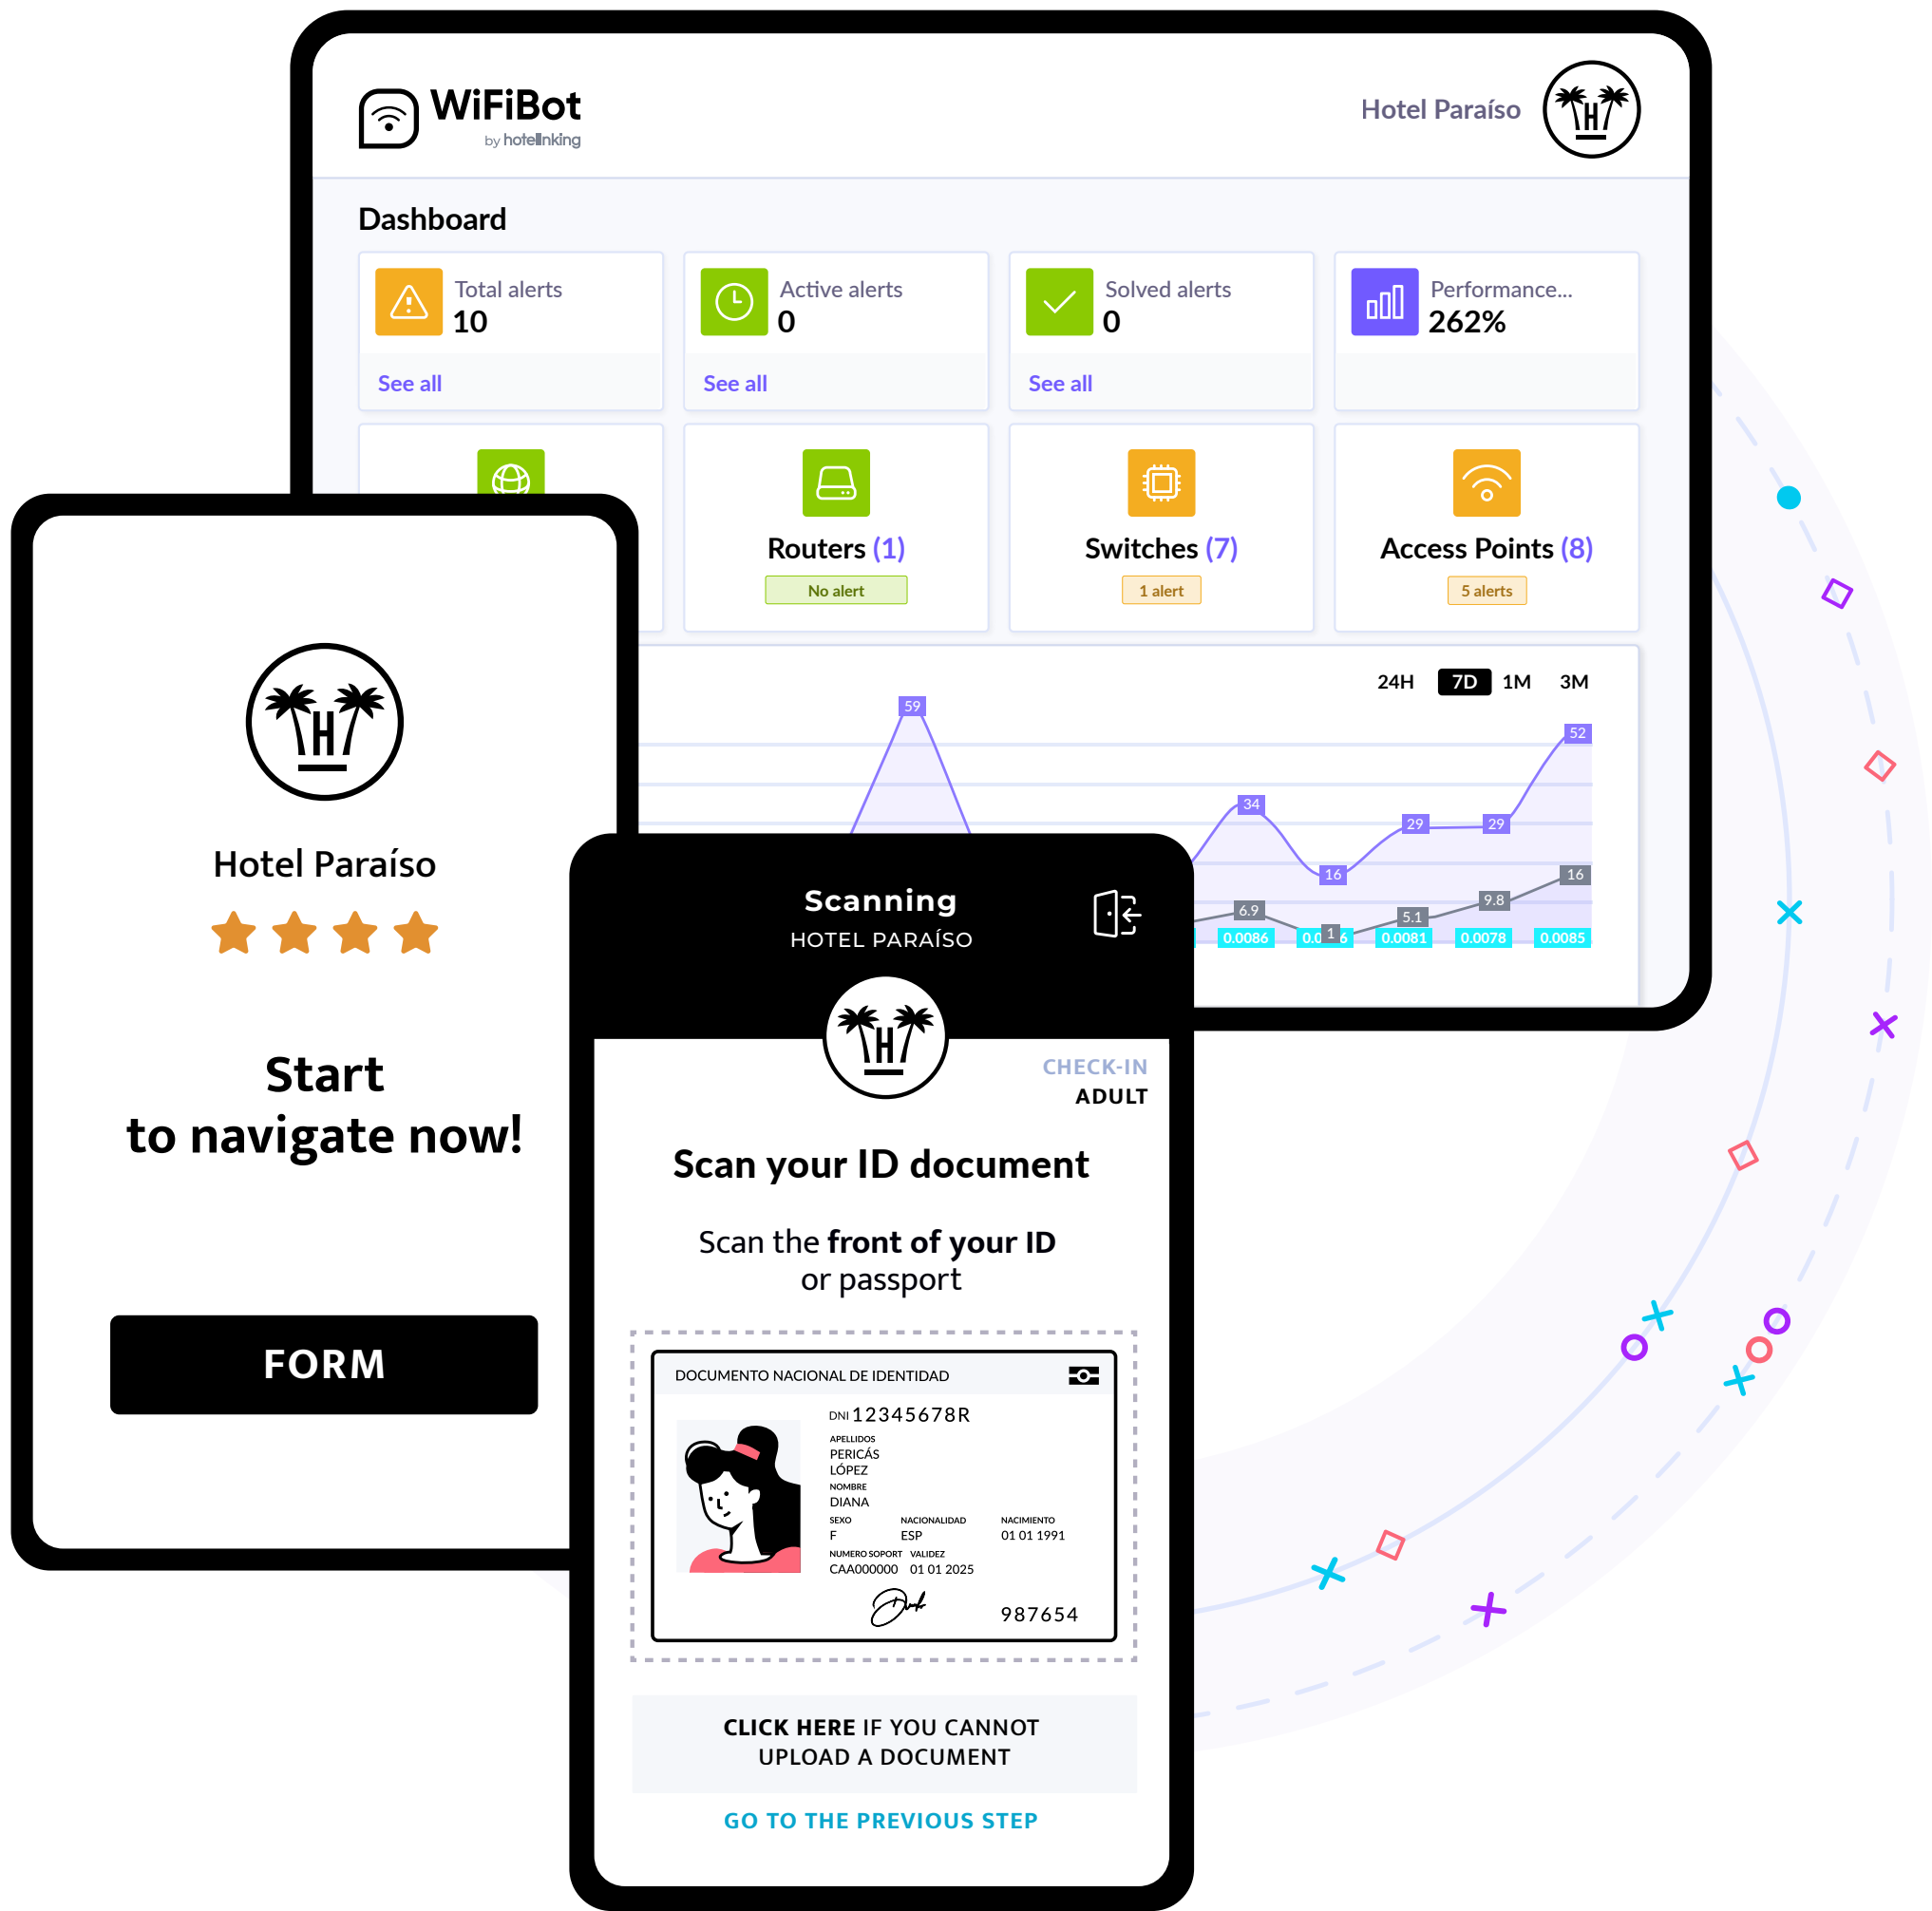 WiFiBot
by hotelinking
Hotel Paraíso
H
Dashboard
Total alerts
10
See all
Active alerts
0
See all
Solved alerts
0
See all
Performance...
262%
Routers (1)
No alert
Switches (7)
1 alert
Access Points (8)
5 alerts
24H 7D 1M 3M
59
52
34
29
29
16
16
9.8
6.9
5.1
1
0.0086
0.0081
0.0078
0.0085
H
Hotel Paraíso
Start
to navigate now!
FORM
Scanning
HOTEL PARAÍSO
H
CHECK-IN
ADULT
Scan your ID document
Scan the front of your ID
or passport
DOCUMENTO NACIONAL DE IDENTIDAD
DNI 12345678R
APELLIDOS
PERICÁS
LÓPEZ
NOMBRE
DIANA
SEXO NACIONALIDAD NACIMIENTO
F ESP 01 01 1991
NUMERO SOPORT VALIDEZ
CAA000000 01 01 2025
987654
CLICK HERE IF YOU CANNOT
UPLOAD A DOCUMENT
GO TO THE PREVIOUS STEP